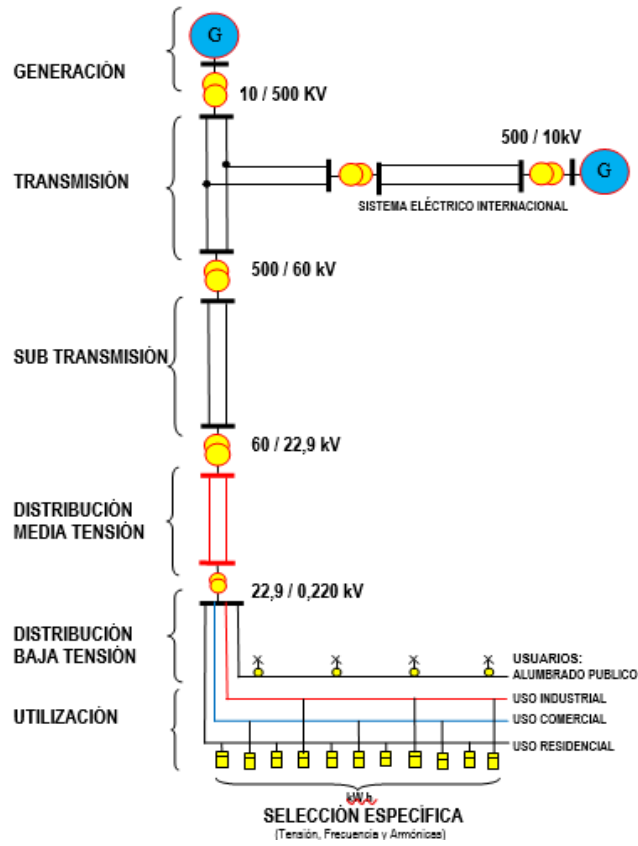 G
GENERACIÓN
10 / 500 KV
500 / 10kV
G
TRANSMISIÓN
SISTEMA ELÉCTRICO INTERNACIONAL
500 / 60 kV
SUB TRANSMISIÓN
60 / 22,9 kV
DISTRIBUCIÓN
MEDIA TENSIÓN
22,9 / 0,220 kV
DISTRIBUCIÓN
BAJA TENSIÓN
USUARIOS:
ALUMBRADO PUBLICO
USO INDUSTRIAL
UTILIZACIÓN
USO COMERCIAL
USO RESIDENCIAL
kW.h
SELECCIÓN ESPECÍFICA
(Tensión, Frecuencia y Armónicas)